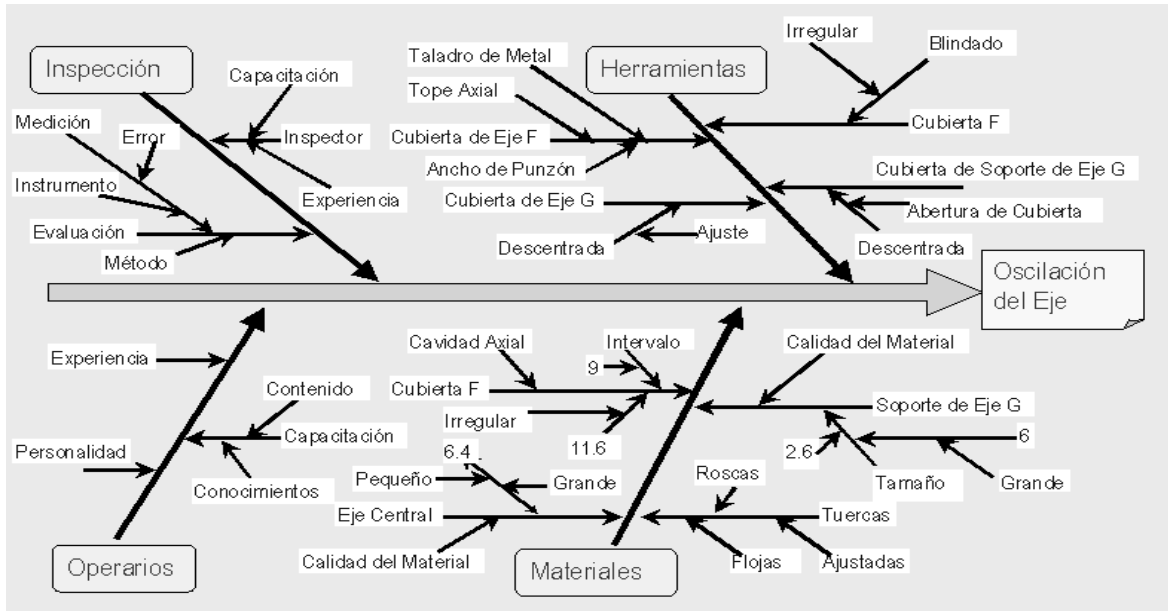 Inspección
Capacitación
Inspector
Experiencia
Medición
Error
Instrumento
Evaluación
Método
Herramientas
Taladro de Metal
Tope Axial
Cubierta de Eje F
Ancho de Punzón
Cubierta de Eje G
Descentrada
Ajuste
Irregular
Blindado
Cubierta F
Cubierta de Soporte de Eje G
Abertura de Cubierta
Descentrada
Oscilación
del Eje
Experiencia
Contenido
Capacitación
Personalidad
Conocimientos
Operarios
Cavidad Axial
Intervalo
9
Cubierta F
Irregular
11.6
6.4
Pequeño
Grande
Eje Central
Calidad del Material
Materiales
Calidad del Material
Soporte de Eje G
2.6
6
Tamaño
Grande
Roscas
Tuercas
Flojas
Ajustadas